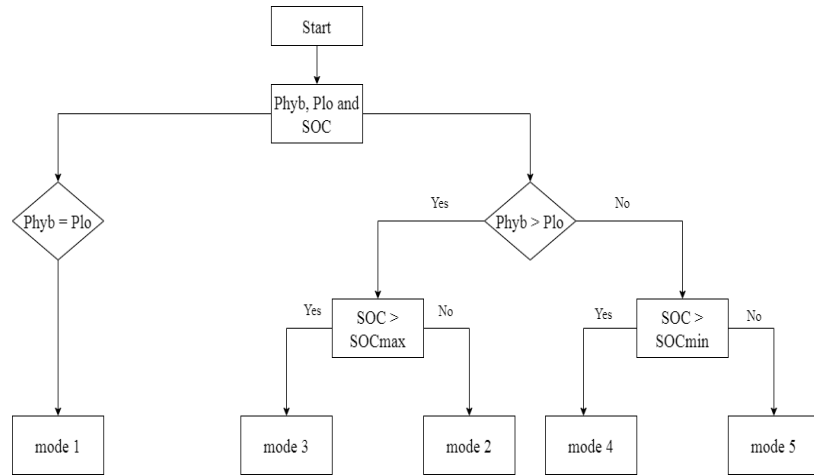 Start
Phyb, Plo and
SOC
Phyb = Plo
Yes
Phyb > Plo
No
Yes
SOC >
SOCmax
No
Yes
SOC >
SOCmin
No
mode 1
mode 3
mode 2
mode 4
mode 5